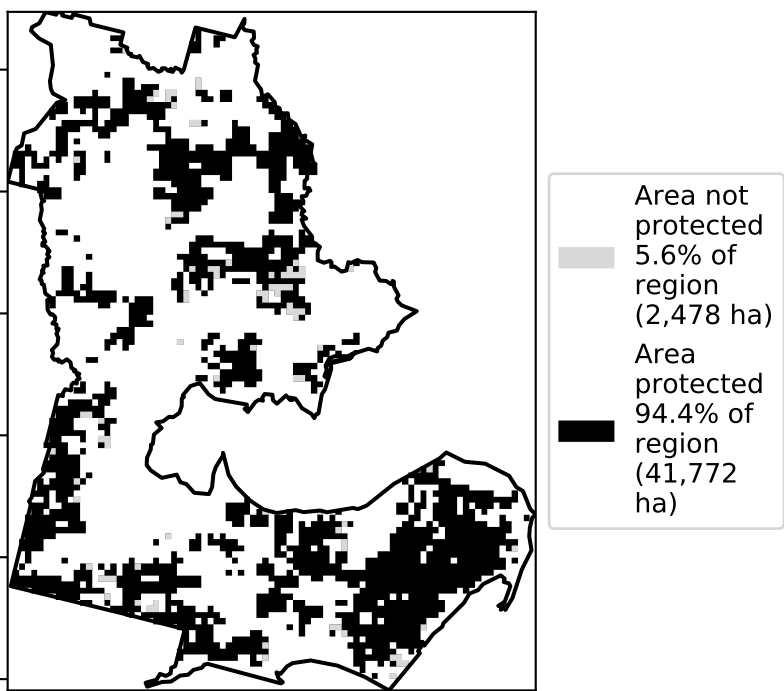 Area not
protected
5.6% of
region
(2,478 ha)
Area
protected
94.4% of
region
(41,772
ha)